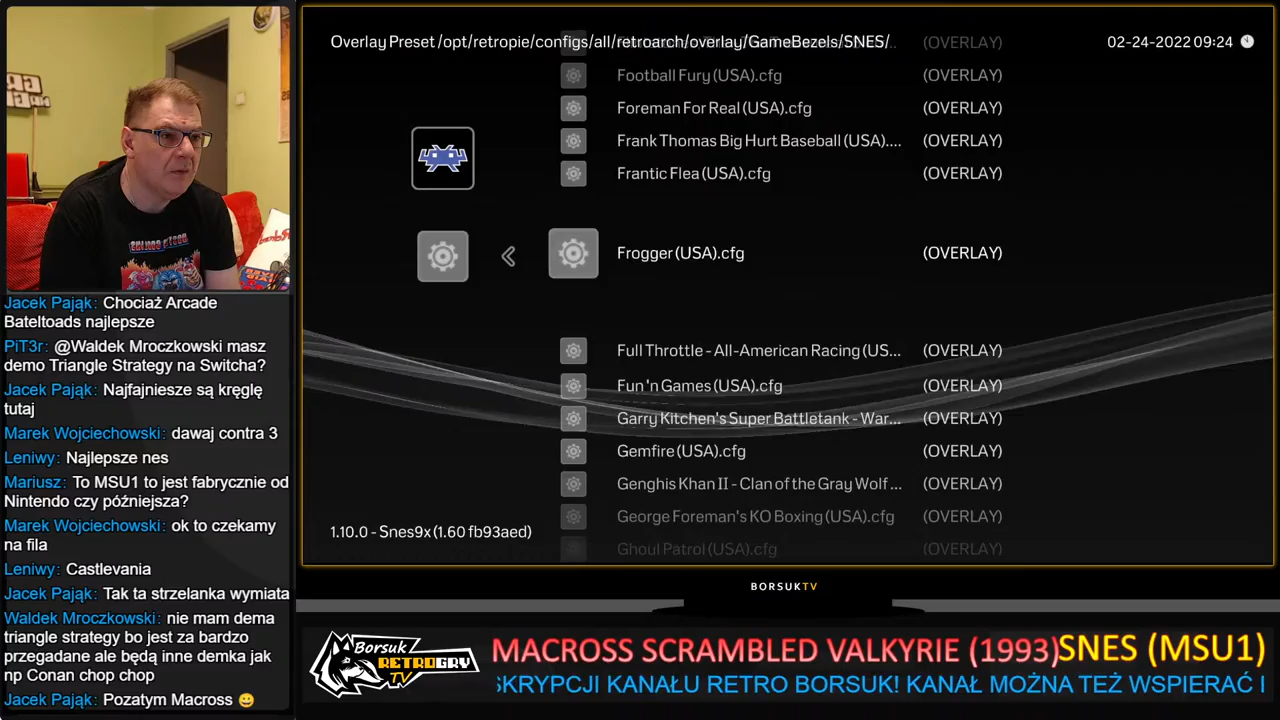 Overlay Preset /opt/retropie/configs/all/retroarch/overlay/GameBezels/SNES/
(OVERLAY)
02-24-2022 09:24
Football Fury (USA).cfg (OVERLAY)
Foreman For Real (USA).cfg (OVERLAY)
Frank Thomas Big Hurt Baseball (USA).... (OVERLAY)
Frantic Flea (USA).cfg (OVERLAY)
Frogger (USA).cfg (OVERLAY)
Full Throttle - All-American Racing (US... (OVERLAY)
Fun 'n Games (USA).cfg (OVERLAY)
Garry Kitchen's Super Battletank - War... (OVERLAY)
Gemfire (USA).cfg (OVERLAY)
Genghis Khan II - Clan of the Gray Wolf ... (OVERLAY)
George Foreman's KO Boxing (USA).cfg (OVERLAY)
Ghoul Patrol (USA).cfg (OVERLAY)
1.10.0 - Snes9x (1.60 fb93aed)
Jacek Pająk: Chociaż Arcade
Bateltoads najlepsze
PiT3r: @Waldek Mroczkowski masz
demo Triangle Strategy na Switcha?
Jacek Pająk: Najfajniesze są kręglę
tutaj
Marek Wojciechowski: dawaj contra 3
Leniwy: Najlepsze nes
Mariusz: To MSU1 to jest fabrycznie od
Nintendo czy późniejsza?
Marek Wojciechowski: ok to czekamy
na fila
Leniwy: Castlevania
Jacek Pająk: Tak ta strzelanka wymiata
Waldek Mroczkowski: nie mam dema
triangle strategy bo jest za bardzo
przegadane ale będą inne demka jak
np Conan chop chop
Jacek Pająk: Pozatym Macross 😀
BORSUKTV
Borsuk
RETROGRY
TV
MACROSS SCRAMBLED VALKYRIE (1993) SNES (MSU1)
SKRYPCJI KANAŁU RETRO BORSUK! KANAŁ MOŻNA TEŻ WSPIERAĆ I